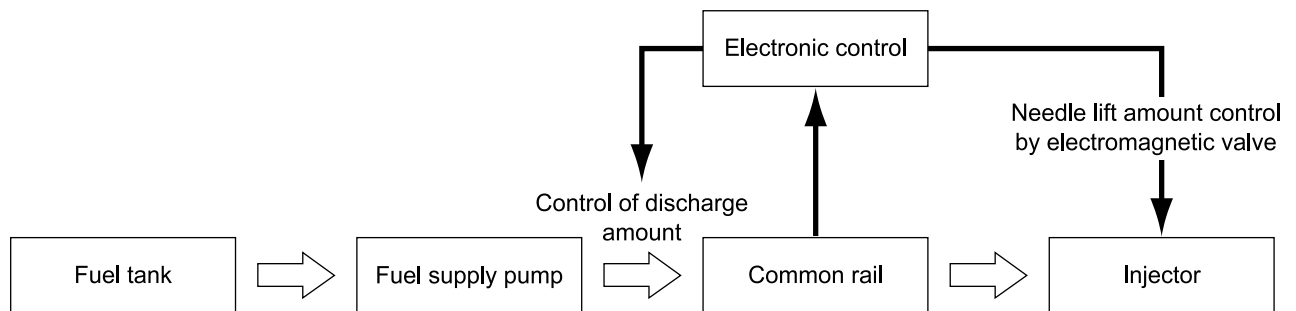 Electronic control
Needle lift amount control
by electromagnetic valve
Control of discharge
amount
Fuel tank
Fuel supply pump
Common rail
Injector